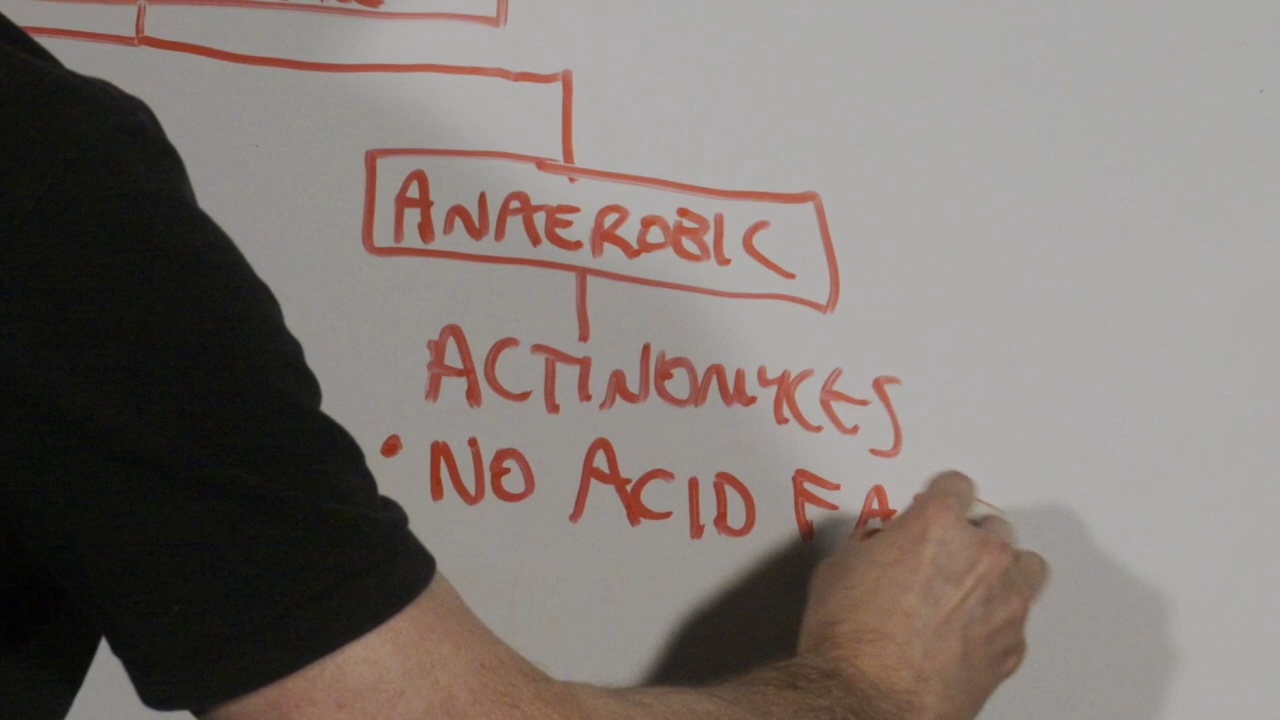 ANAEROBIC
ACTINOMYCES
• NO ACID FA